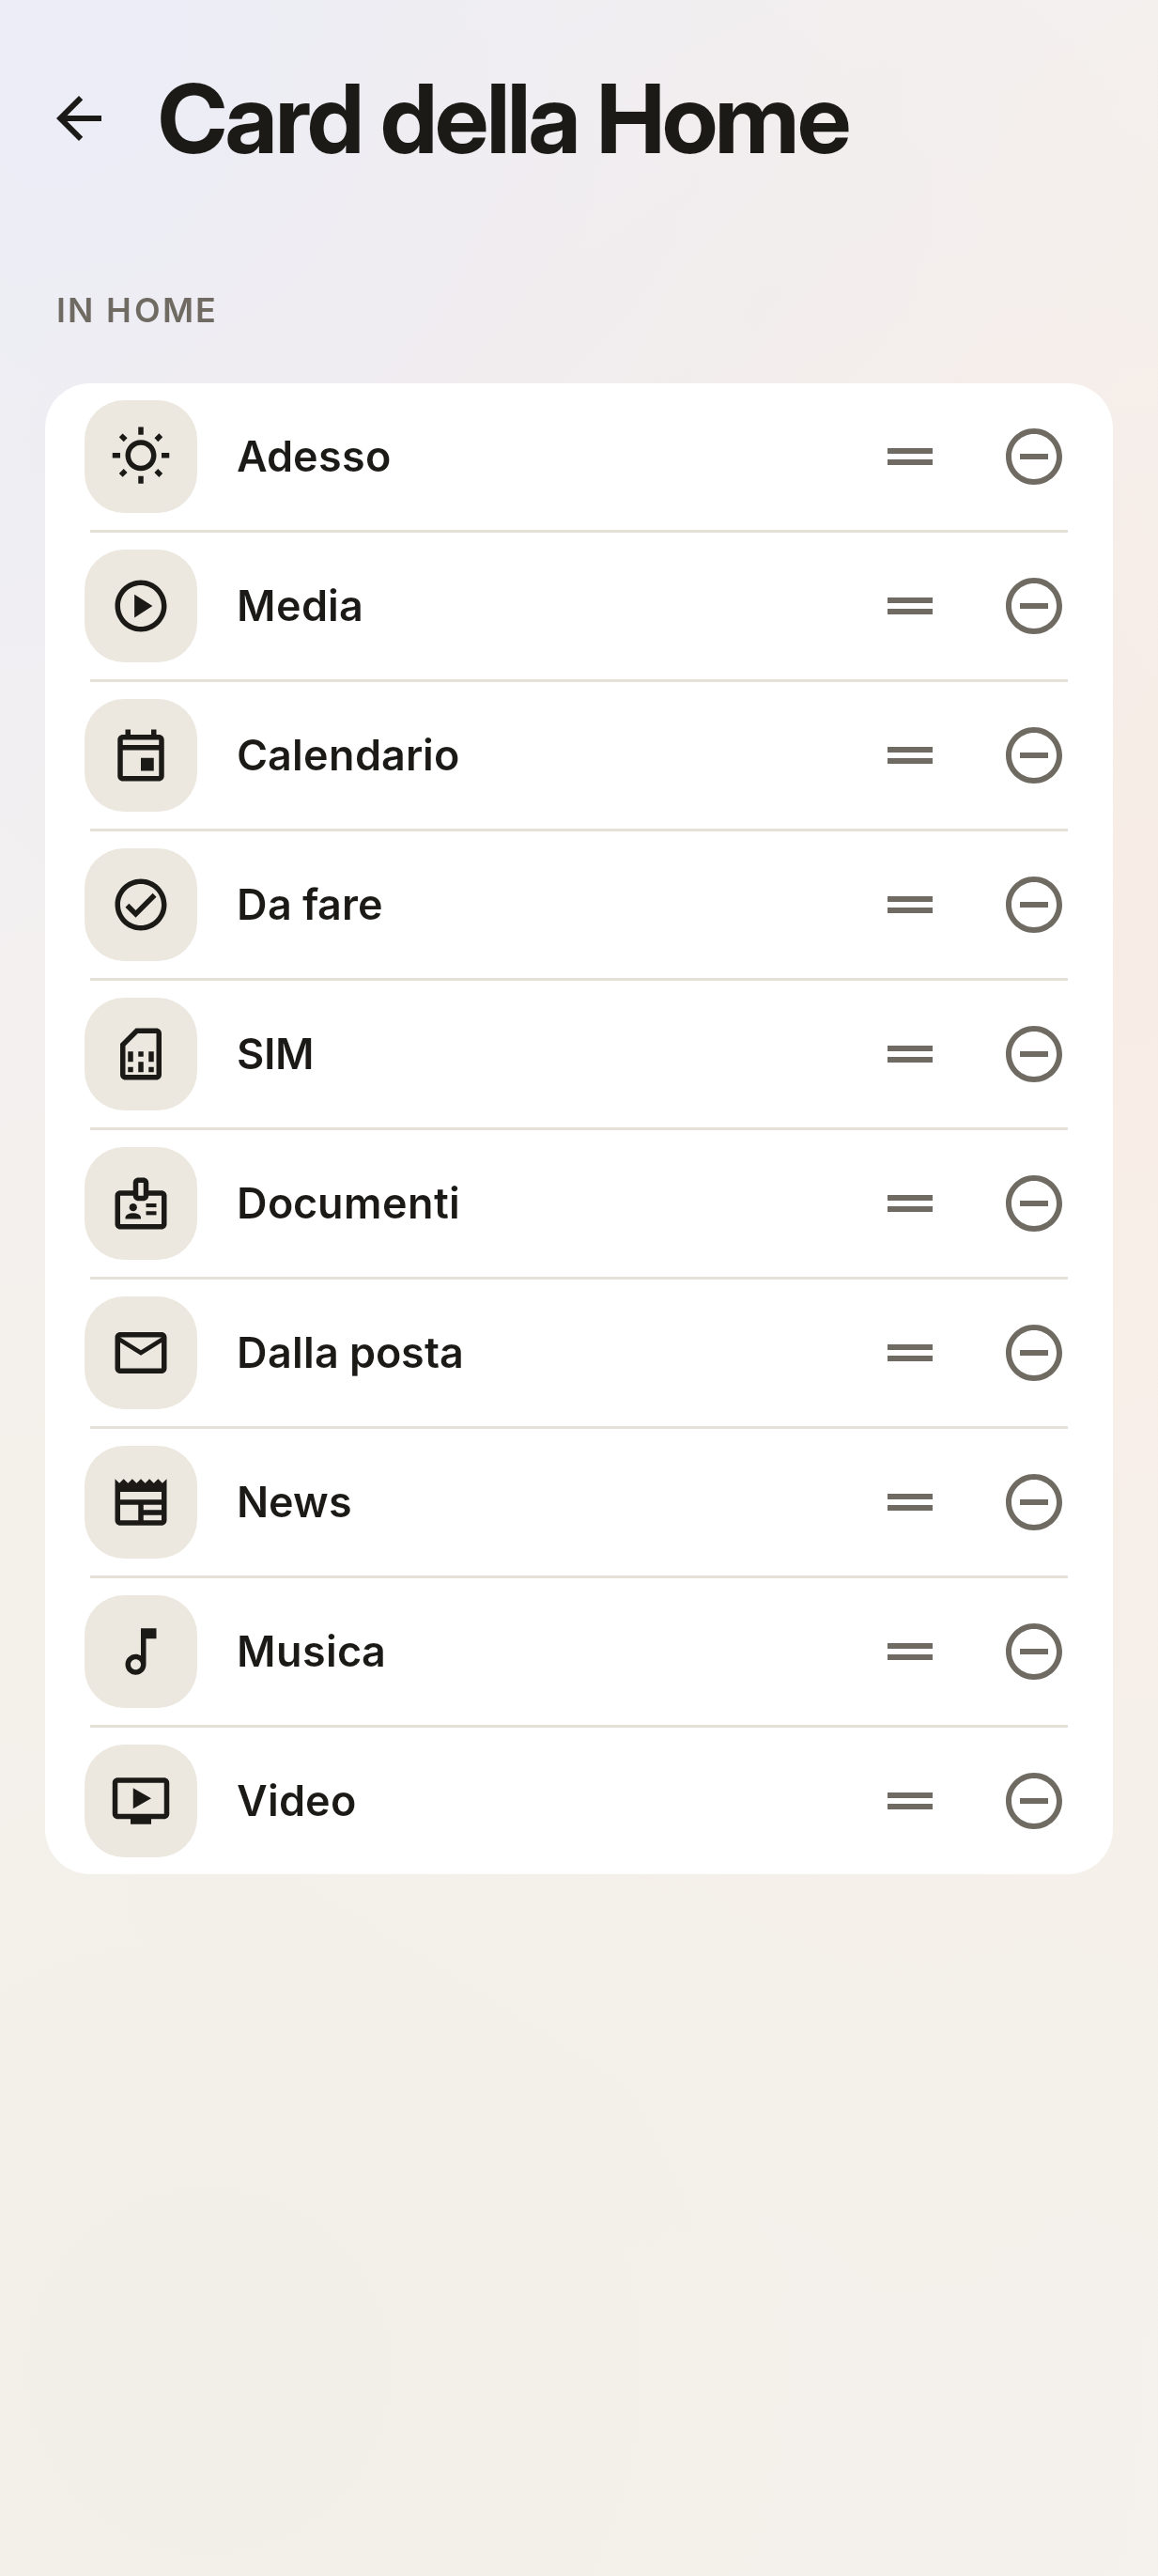 Card della Home
IN HOME
Adesso
Media
Calendario
Da fare
SIM
Documenti
Dalla posta
News
Musica
Video